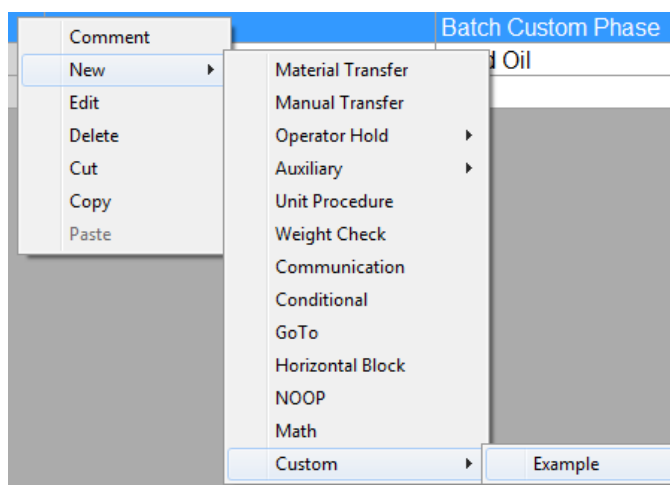 Batch Custom Phase
Oil
Comment
New
Edit
Delete
Cut
Copy
Paste
Material Transfer
Manual Transfer
Operator Hold
Auxiliary
Unit Procedure
Weight Check
Communication
Conditional
GoTo
Horizontal Block
NOOP
Math
Custom
Example